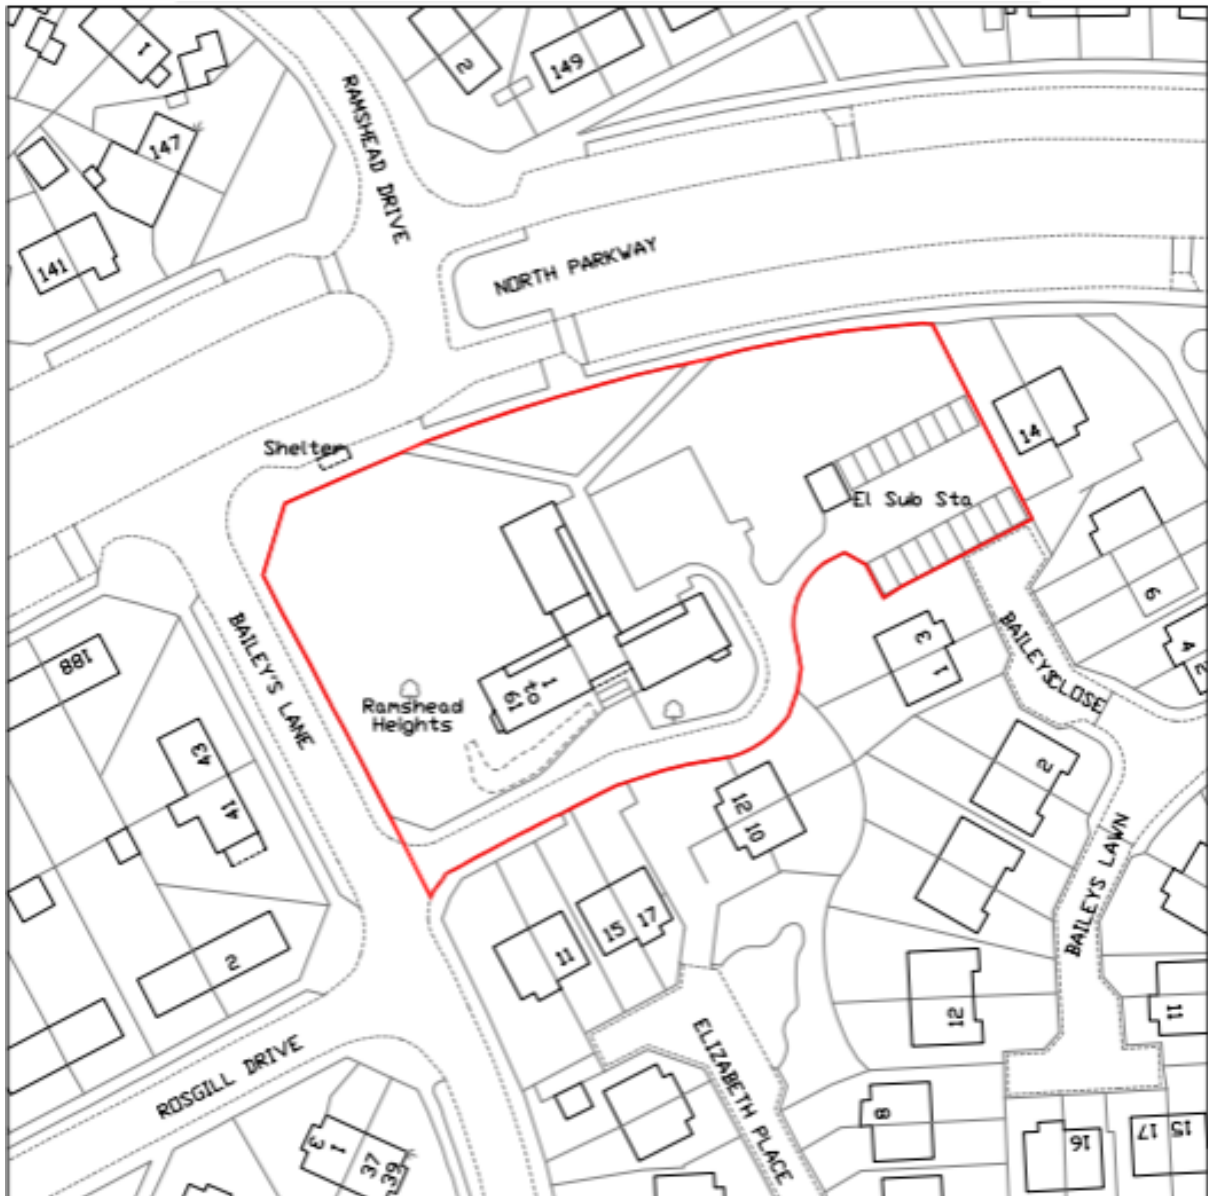 1
2
149
RAMSHEAD DRIVE
147
141
NORTH PARKWAY
Shelter
14
El Sub Sta
6
4
2
3
1
BAILEYS CLOSE
188
BAILEY'S LANE
Ramshead
Heights
1
to
61
43
41
2
12
10
2
BAILEYS LAWN
15
17
11
12
11
ROSGILL DRIVE
ELIZABETH PLACE
8
3
1
37
39
16
17
15